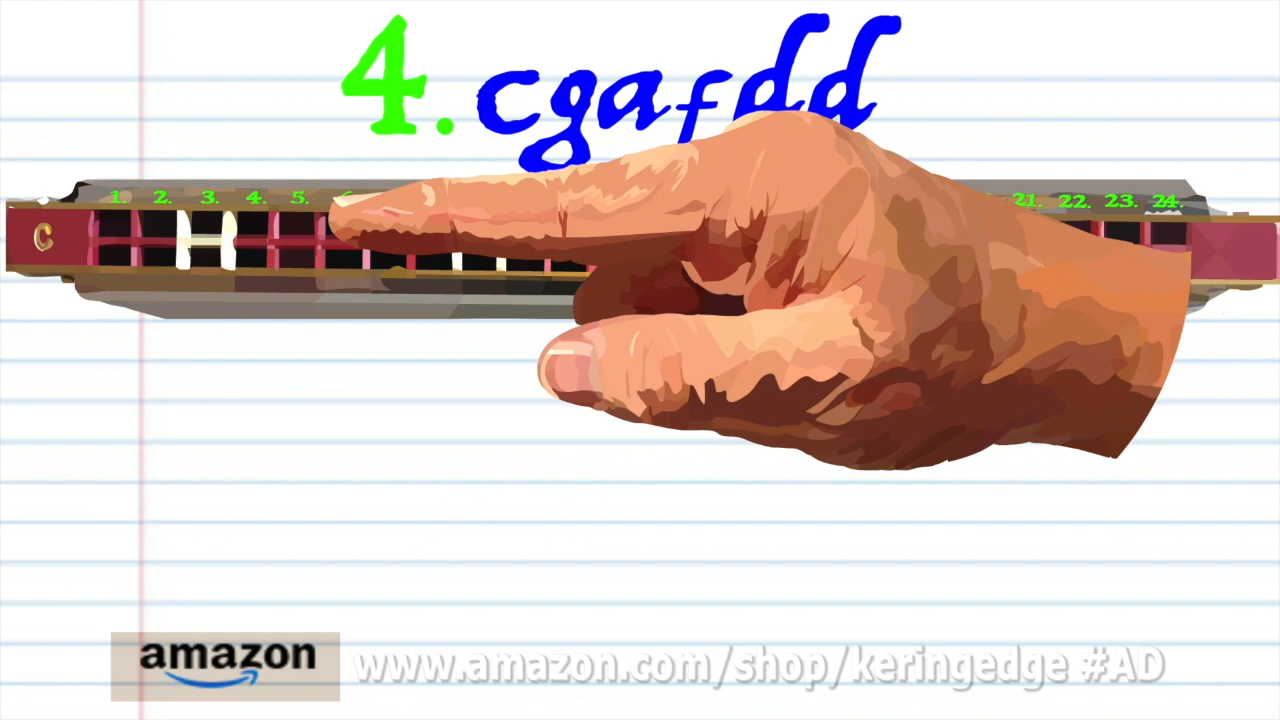 4. cgafdd
1. 2. 3. 4. 5. 21. 22. 23. 24.
C
amazon www.amazon.com/shop/keringedge #AD